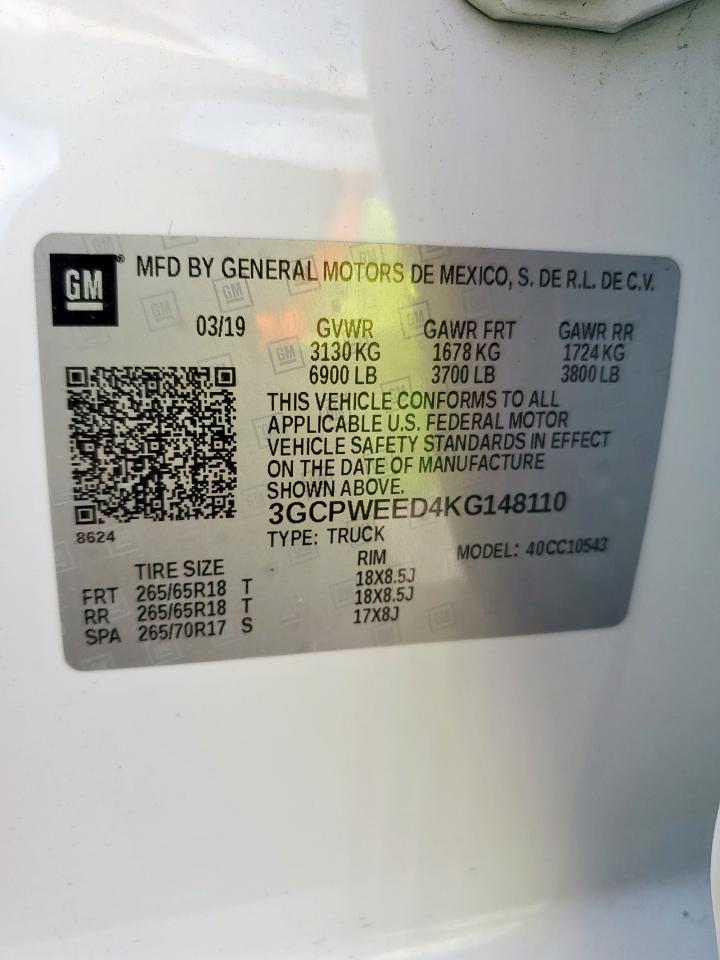 GM MFD BY GENERAL MOTORS DE MEXICO, S. DE R.L. DE C.V.
03/19 GVWR GAWR FRT GAWR RR
3130 KG 1678 KG 1724 KG
6900 LB 3700 LB 3800 LB
THIS VEHICLE CONFORMS TO ALL
APPLICABLE U.S. FEDERAL MOTOR
VEHICLE SAFETY STANDARDS IN EFFECT
ON THE DATE OF MANUFACTURE
SHOWN ABOVE.
3GCPWEED4KG148110
8624 TYPE: TRUCK MODEL: 40CC10543
TIRE SIZE RIM
FRT 265/65R18 T 18X8.5J
RR 265/65R18 T 18X8.5J
SPA 265/70R17 S 17X8J